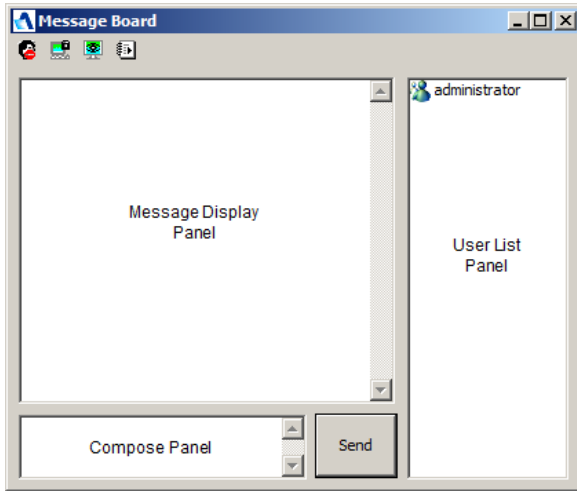 Message Board
administrator
Message Display
Panel
User List
Panel
Compose Panel
Send